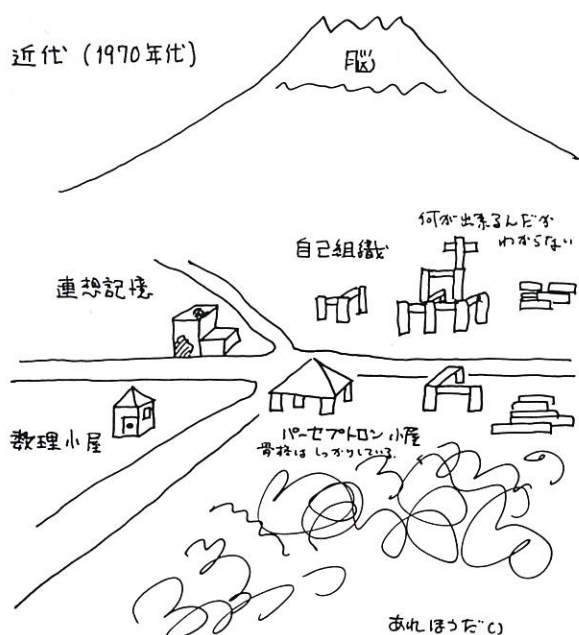 近代 (1970年代)
脳
何が出来るんだか
わからない
自己組織
連想記憶
数理小屋
パーセプトロン小屋
骨格はしっかりしている.
あれほうだい